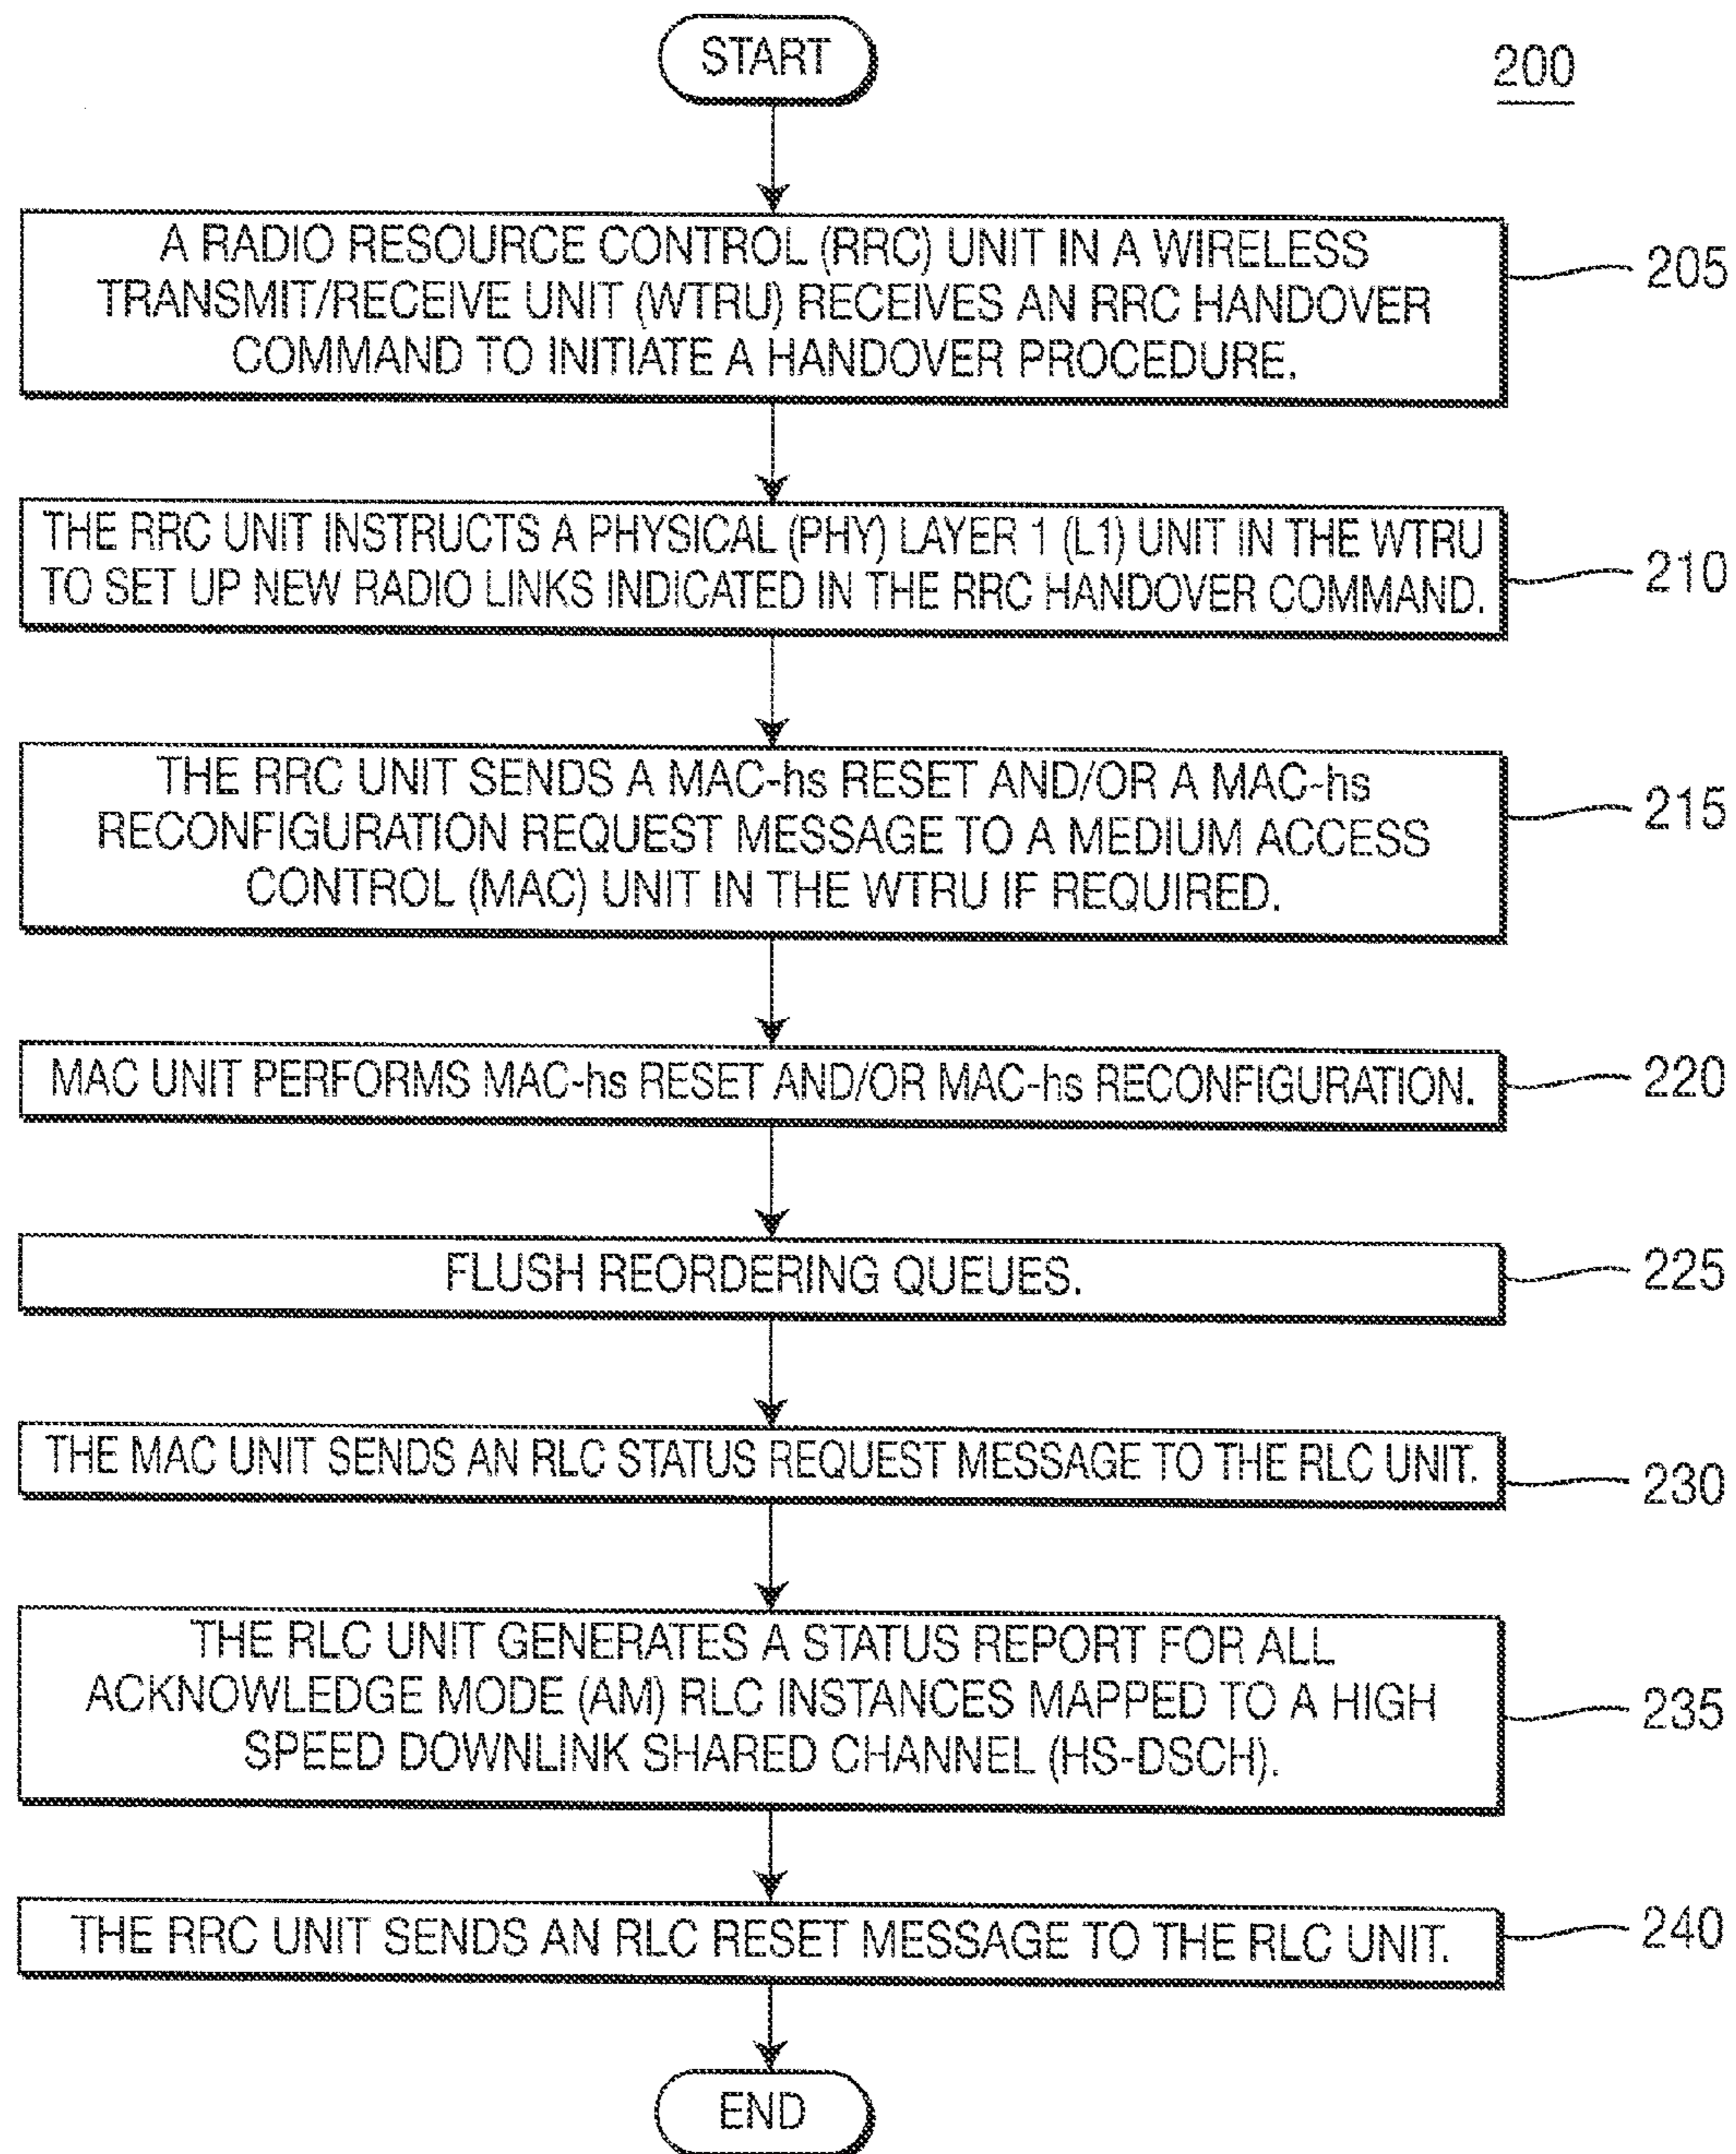 START
200
A RADIO RESOURCE CONTROL (RRC) UNIT IN A WIRELESS
TRANSMIT/RECEIVE UNIT (WTRU) RECEIVES AN RRC HANDOVER
COMMAND TO INITIATE A HANDOVER PROCEDURE.
205
THE RRC UNIT INSTRUCTS A PHYSICAL (PHY) LAYER 1 (L1) UNIT IN THE WTRU
TO SET UP NEW RADIO LINKS INDICATED IN THE RRC HANDOVER COMMAND.
210
THE RRC UNIT SENDS A MAC-hs RESET AND/OR A MAC-hs
RECONFIGURATION REQUEST MESSAGE TO A MEDIUM ACCESS
CONTROL (MAC) UNIT IN THE WTRU IF REQUIRED.
215
MAC UNIT PERFORMS MAC-hs RESET AND/OR MAC-hs RECONFIGURATION.
220
FLUSH REORDERING QUEUES.
225
THE MAC UNIT SENDS AN RLC STATUS REQUEST MESSAGE TO THE RLC UNIT.
230
THE RLC UNIT GENERATES A STATUS REPORT FOR ALL
ACKNOWLEDGE MODE (AM) RLC INSTANCES MAPPED TO A HIGH
SPEED DOWNLINK SHARED CHANNEL (HS-DSCH).
235
THE RRC UNIT SENDS AN RLC RESET MESSAGE TO THE RLC UNIT.
240
END